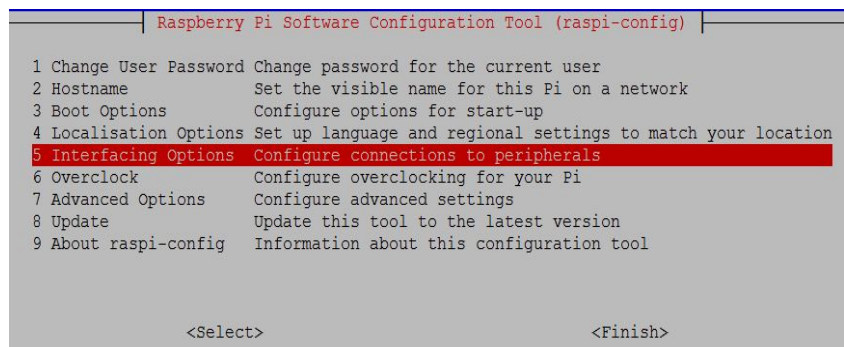 Raspberry Pi Software Configuration Tool (raspi-config)
1 Change User Password Change password for the current user
2 Hostname Set the visible name for this Pi on a network
3 Boot Options Configure options for start-up
4 Localisation Options Set up language and regional settings to match your location
5 Interfacing Options Configure connections to peripherals
6 Overclock Configure overclocking for your Pi
7 Advanced Options Configure advanced settings
8 Update Update this tool to the latest version
9 About raspi-config Information about this configuration tool
<Select> <Finish>